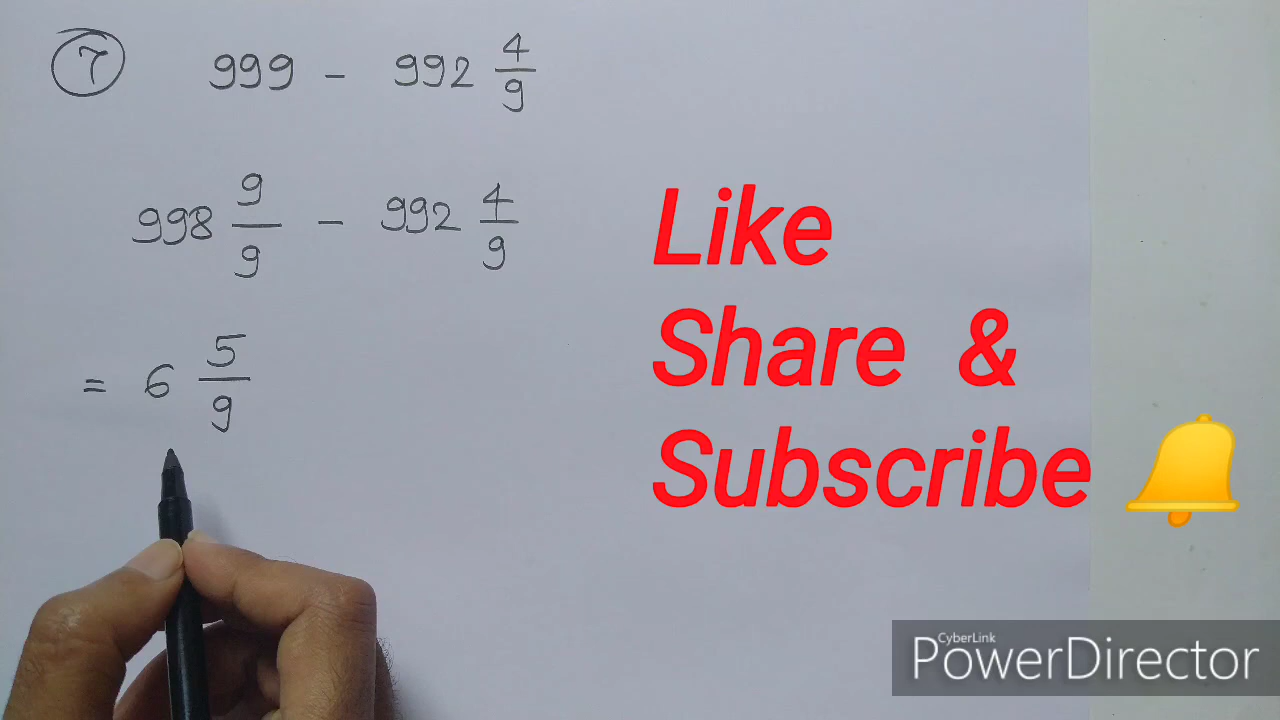 7 999 - 992 4/9
998 9/9 - 992 4/9
= 6 5/9
Like
Share &
Subscribe
CyberLink
PowerDirector